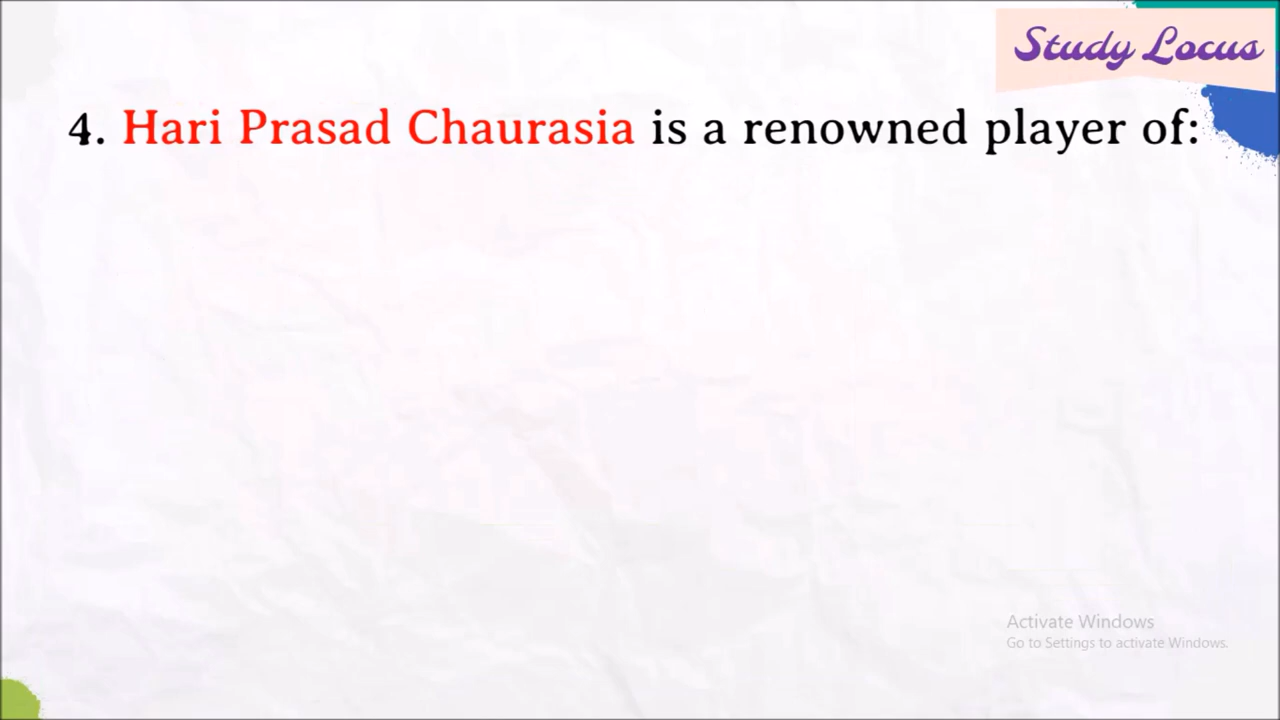 Study Locus
4. Hari Prasad Chaurasia is a renowned player of:
Activate Windows
Go to Settings to activate Windows.